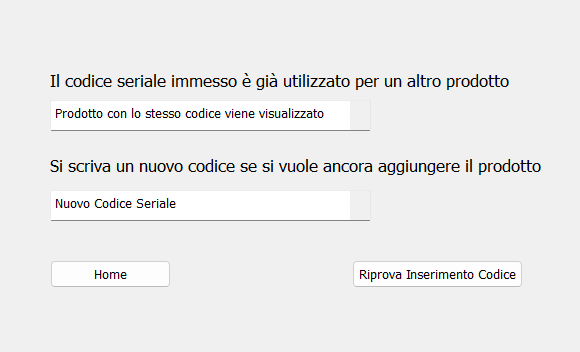 Il codice seriale immesso è già utilizzato per un altro prodotto
Prodotto con lo stesso codice viene visualizzato
Si scriva un nuovo codice se si vuole ancora aggiungere il prodotto
Nuovo Codice Seriale
Home
Riprova Inserimento Codice